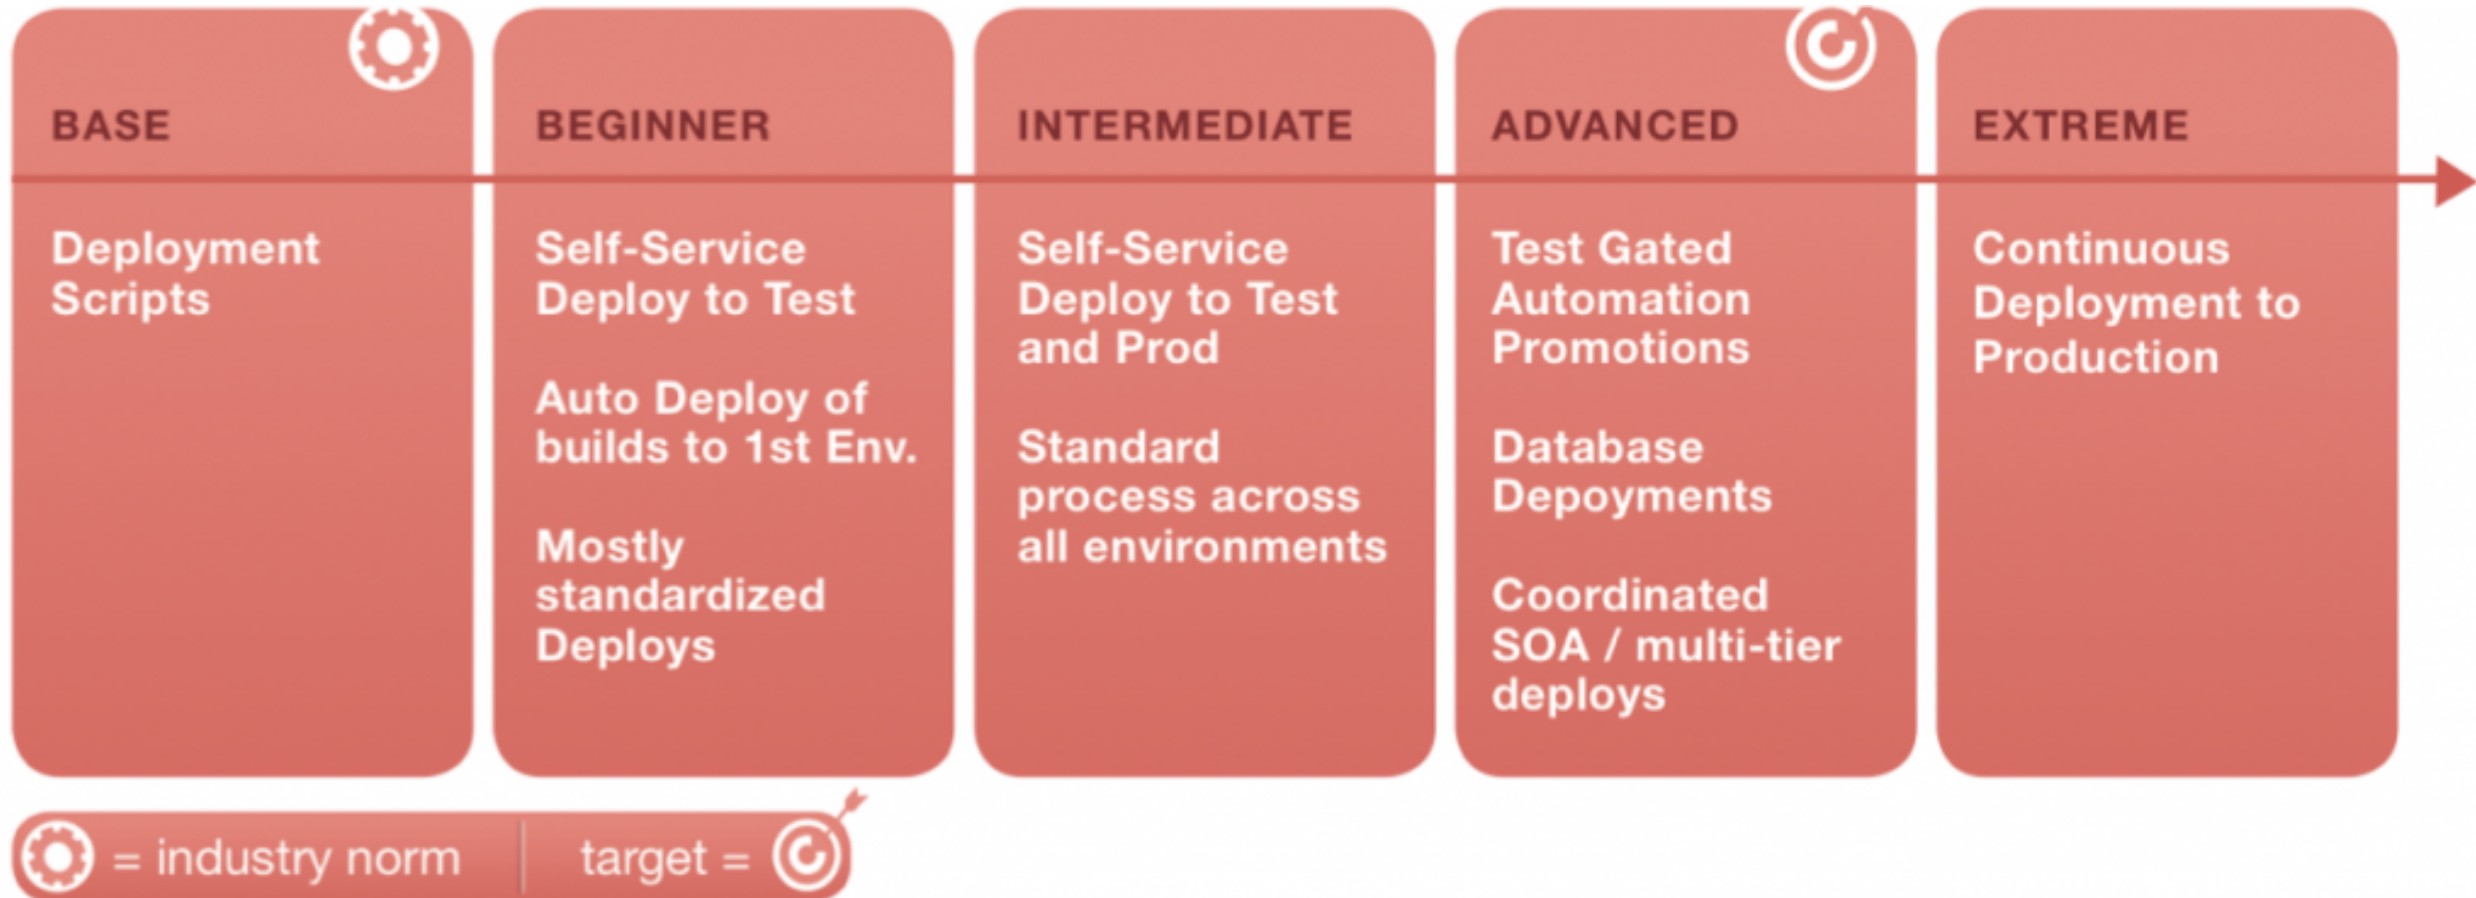 BASE
Deployment
Scripts
BEGINNER
Self-Service
Deploy to Test
Auto Deploy of
builds to 1st Env.
Mostly
standardized
Deploys
INTERMEDIATE
Self-Service
Deploy to Test
and Prod
Standard
process across
all environments
ADVANCED
Test Gated
Automation
Promotions
Database
Depoyments
Coordinated
SOA / multi-tier
deploys
EXTREME
Continuous
Deployment to
Production
= industry norm
target =